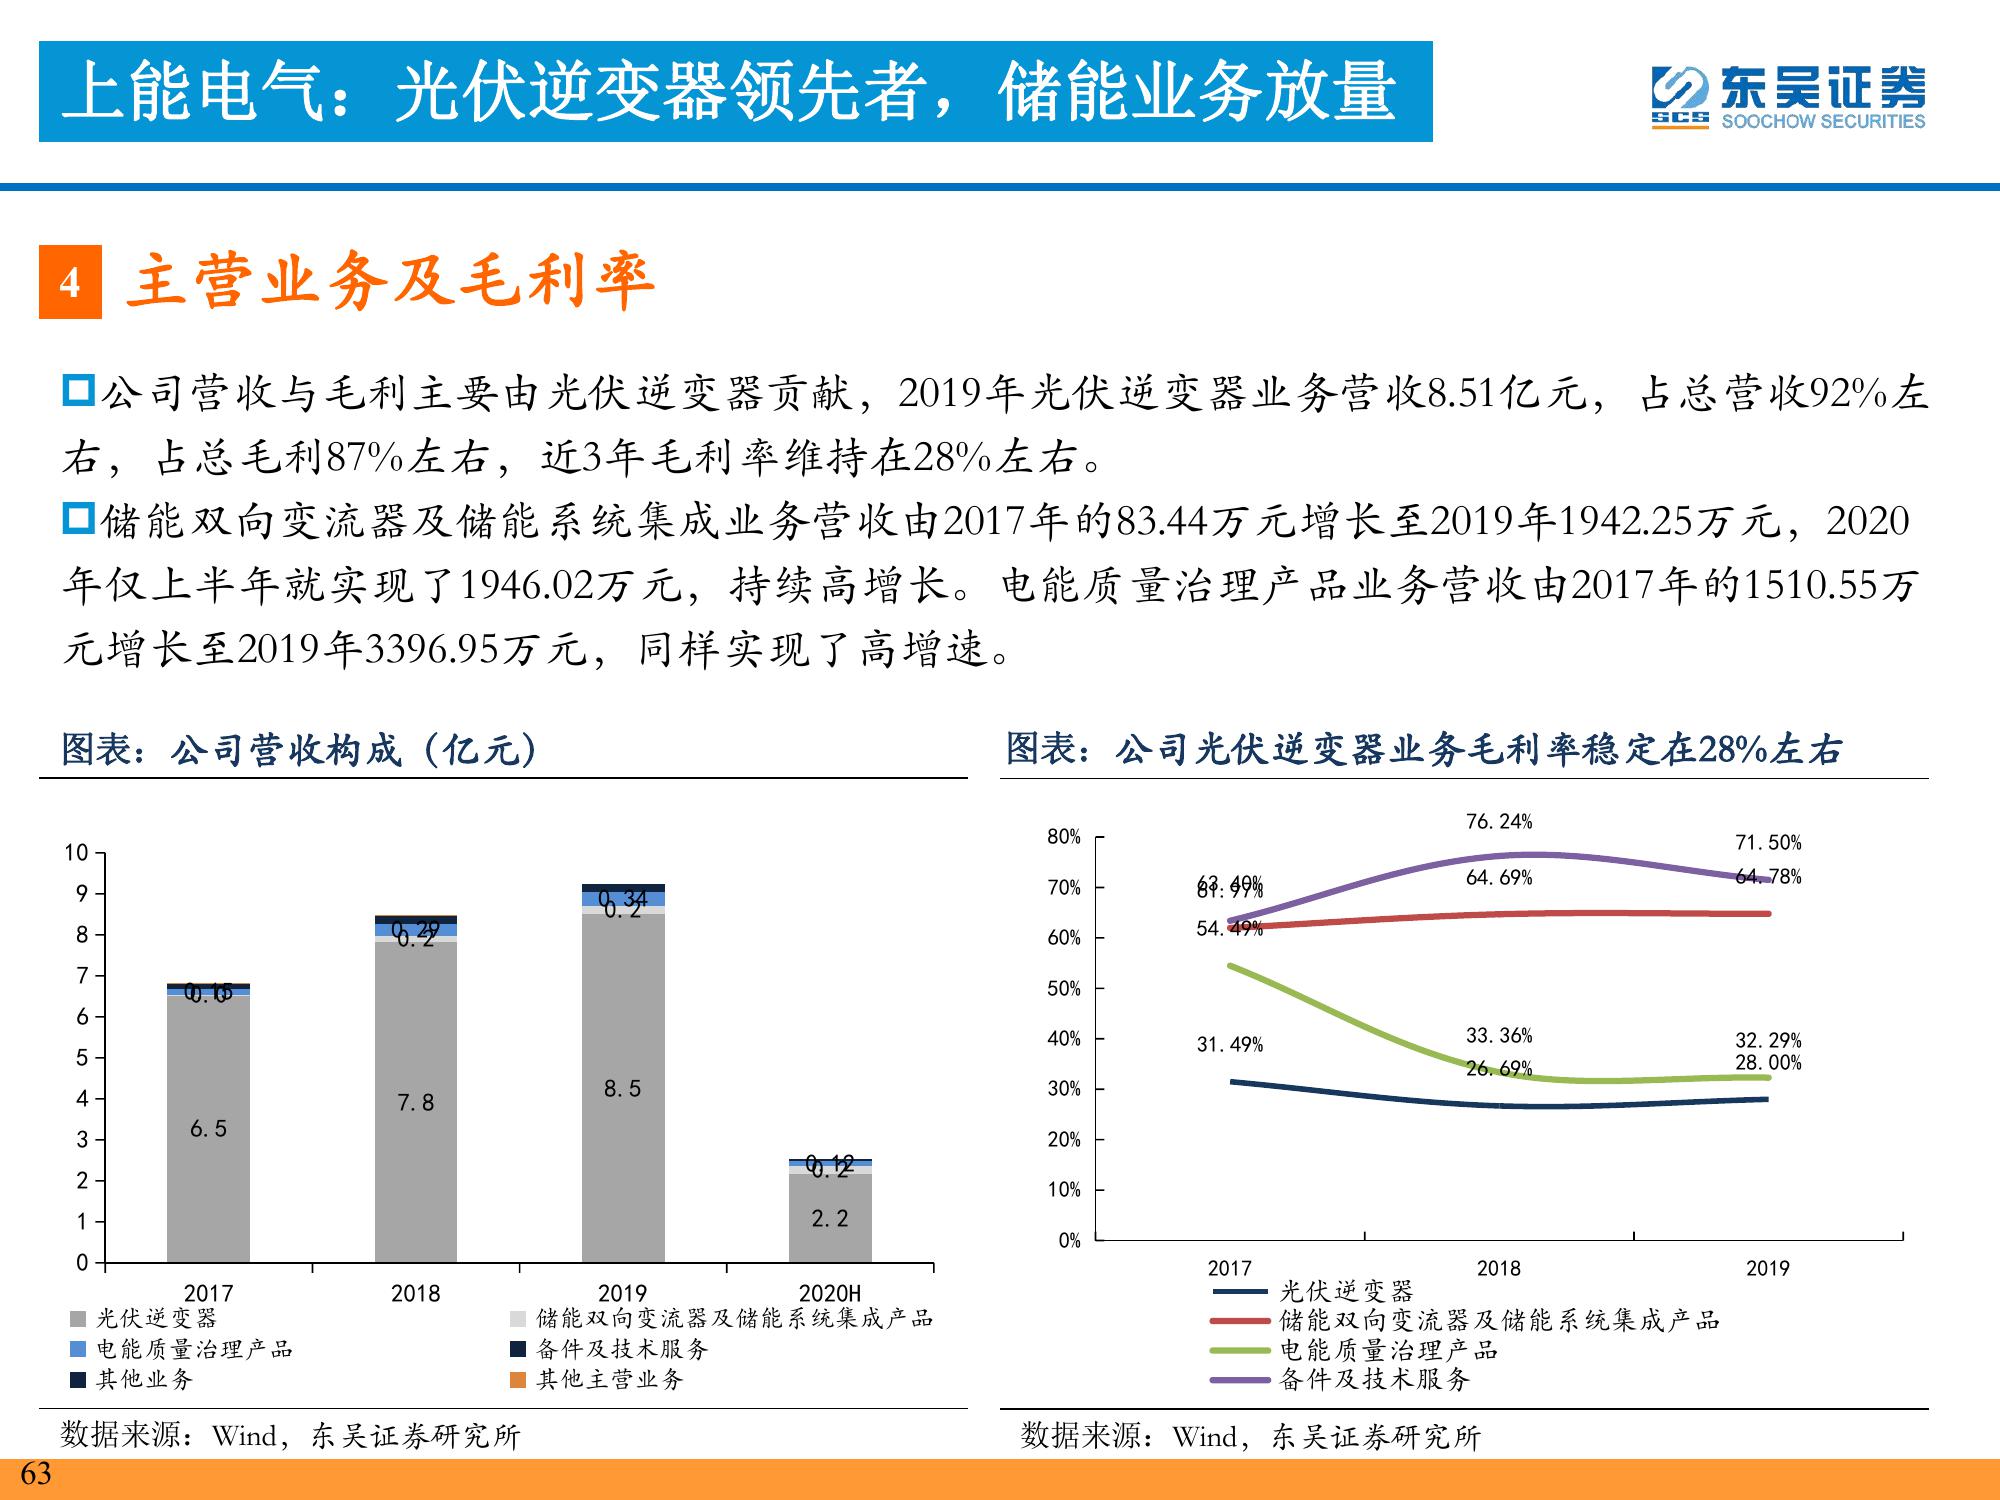 上能电气：光伏逆变器领先者，储能业务放量
东吴证券
SCS SOOCHOW SECURITIES
4 主营业务及毛利率
公司营收与毛利主要由光伏逆变器贡献，2019年光伏逆变器业务营收8.51亿元，占总营收92%左
右，占总毛利87%左右，近3年毛利率维持在28%左右。
储能双向变流器及储能系统集成业务营收由2017年的83.44万元增长至2019年1942.25万元，2020
年仅上半年就实现了1946.02万元，持续高增长。电能质量治理产品业务营收由2017年的1510.55万
元增长至2019年3396.95万元，同样实现了高增速。
图表：公司营收构成（亿元）
10
9
8
7
6
5
4
3
2
1
0
0.15
0.0
6.5
0.29
0.2
7.8
0.34
0.2
8.5
0.12
0.2
2.2
2017 2018 2019 2020H
光伏逆变器 储能双向变流器及储能系统集成产品
电能质量治理产品 备件及技术服务
其他业务 其他主营业务
数据来源：Wind，东吴证券研究所
图表：公司光伏逆变器业务毛利率稳定在28%左右
80%
70%
60%
50%
40%
30%
20%
10%
0%
63.40%
61.97%
54.49%
31.49%
76.24%
64.69%
33.36%
26.69%
71.50%
64.78%
32.29%
28.00%
2017 2018 2019
光伏逆变器
储能双向变流器及储能系统集成产品
电能质量治理产品
备件及技术服务
数据来源：Wind，东吴证券研究所
63